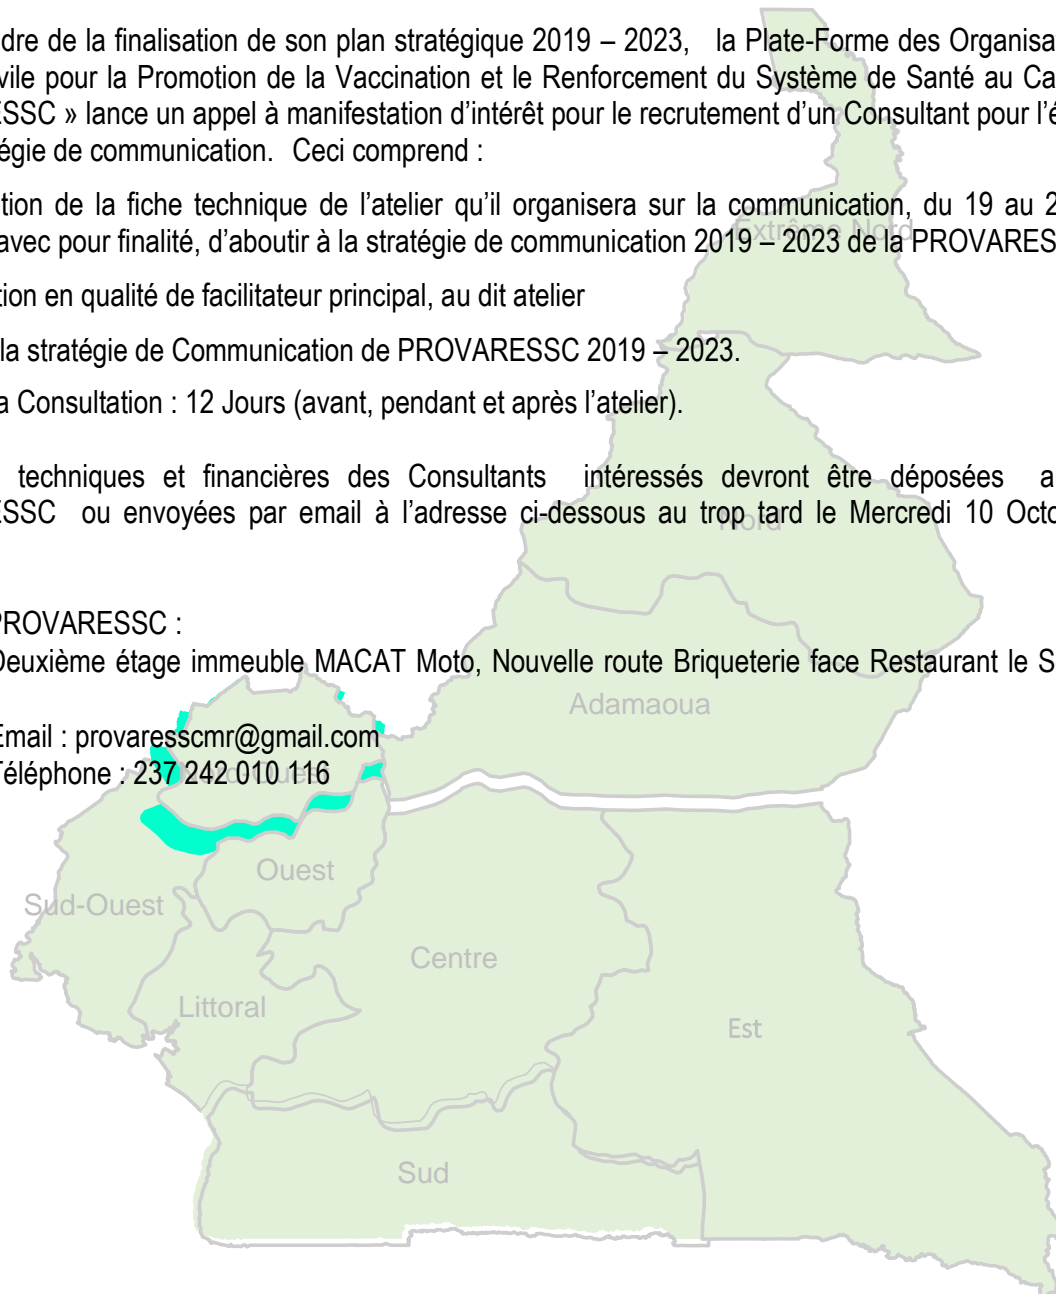 dre de la finalisation de son plan stratégique 2019 – 2023, la Plate-Forme des Organisa
vile pour la Promotion de la Vaccination et le Renforcement du Système de Santé au Ca
ESSC » lance un appel à manifestation d’intérêt pour le recrutement d’un Consultant pour l’é
tégie de communication. Ceci comprend :
tion de la fiche technique de l’atelier qu’il organisera sur la communication, du 19 au 2
avec pour finalité, d’aboutir à la stratégie de communication 2019 – 2023 de la PROVARES
Extrême Nord
tion en qualité de facilitateur principal, au dit atelier
la stratégie de Communication de PROVARESSC 2019 – 2023.
a Consultation : 12 Jours (avant, pendant et après l’atelier).
techniques et financières des Consultants intéressés devront être déposées a
ESSC ou envoyées par email à l’adresse ci-dessous au trop tard le Mercredi 10 Octo
Nord
PROVARESSC :
Deuxième étage immeuble MACAT Moto, Nouvelle route Briqueterie face Restaurant le S
Adamaoua
Email : provaresscmr@gmail.com
Téléphone : 237 242 010 116
Nord-Ouest
Ouest
Sud-Ouest
Centre
Littoral
Est
Sud